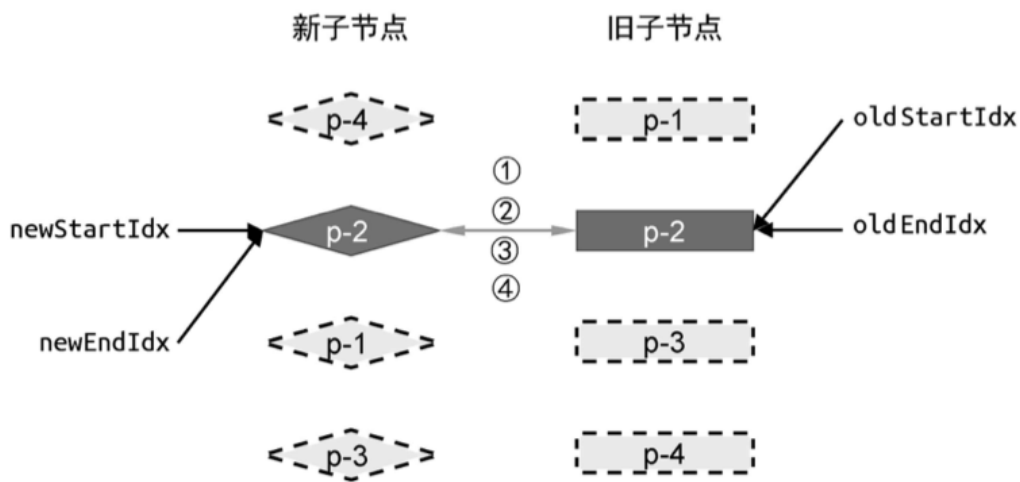 新子节点 旧子节点
p-4 p-1 oldStartIdx
①
②
newStartIdx p-2 p-2 oldEndIdx
③
④
newEndIdx p-1 p-3
p-3 p-4